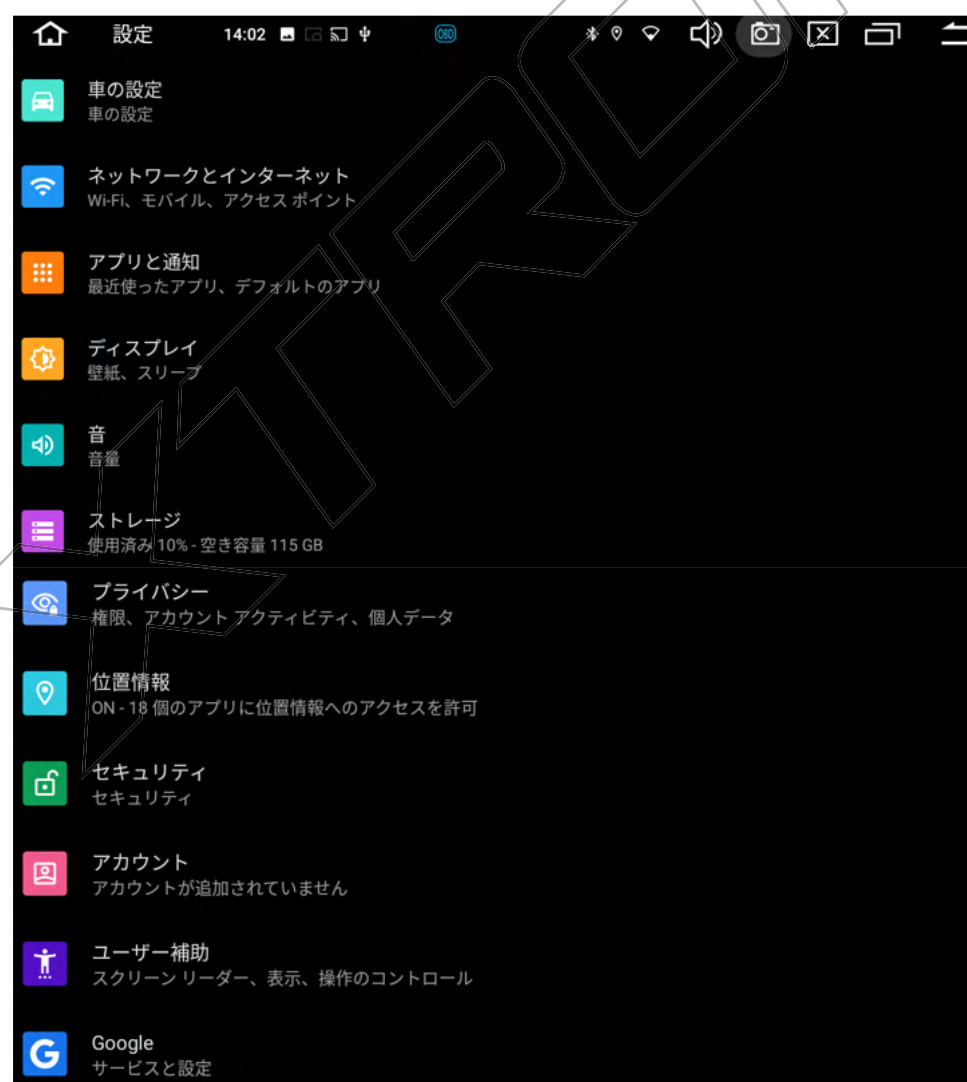 設定 14:02 OBD
車の設定
車の設定
ネットワークとインターネット
Wi-Fi、モバイル、アクセス ポイント
アプリと通知
最近使ったアプリ、デフォルトのアプリ
ディスプレイ
壁紙、スリープ
音
音量
ストレージ
使用済み 10% - 空き容量 115 GB
プライバシー
権限、アカウント アクティビティ、個人データ
位置情報
ON - 18 個のアプリに位置情報へのアクセスを許可
セキュリティ
セキュリティ
アカウント
アカウントが追加されていません
ユーザー補助
スクリーン リーダー、表示、操作のコントロール
Google
サービスと設定